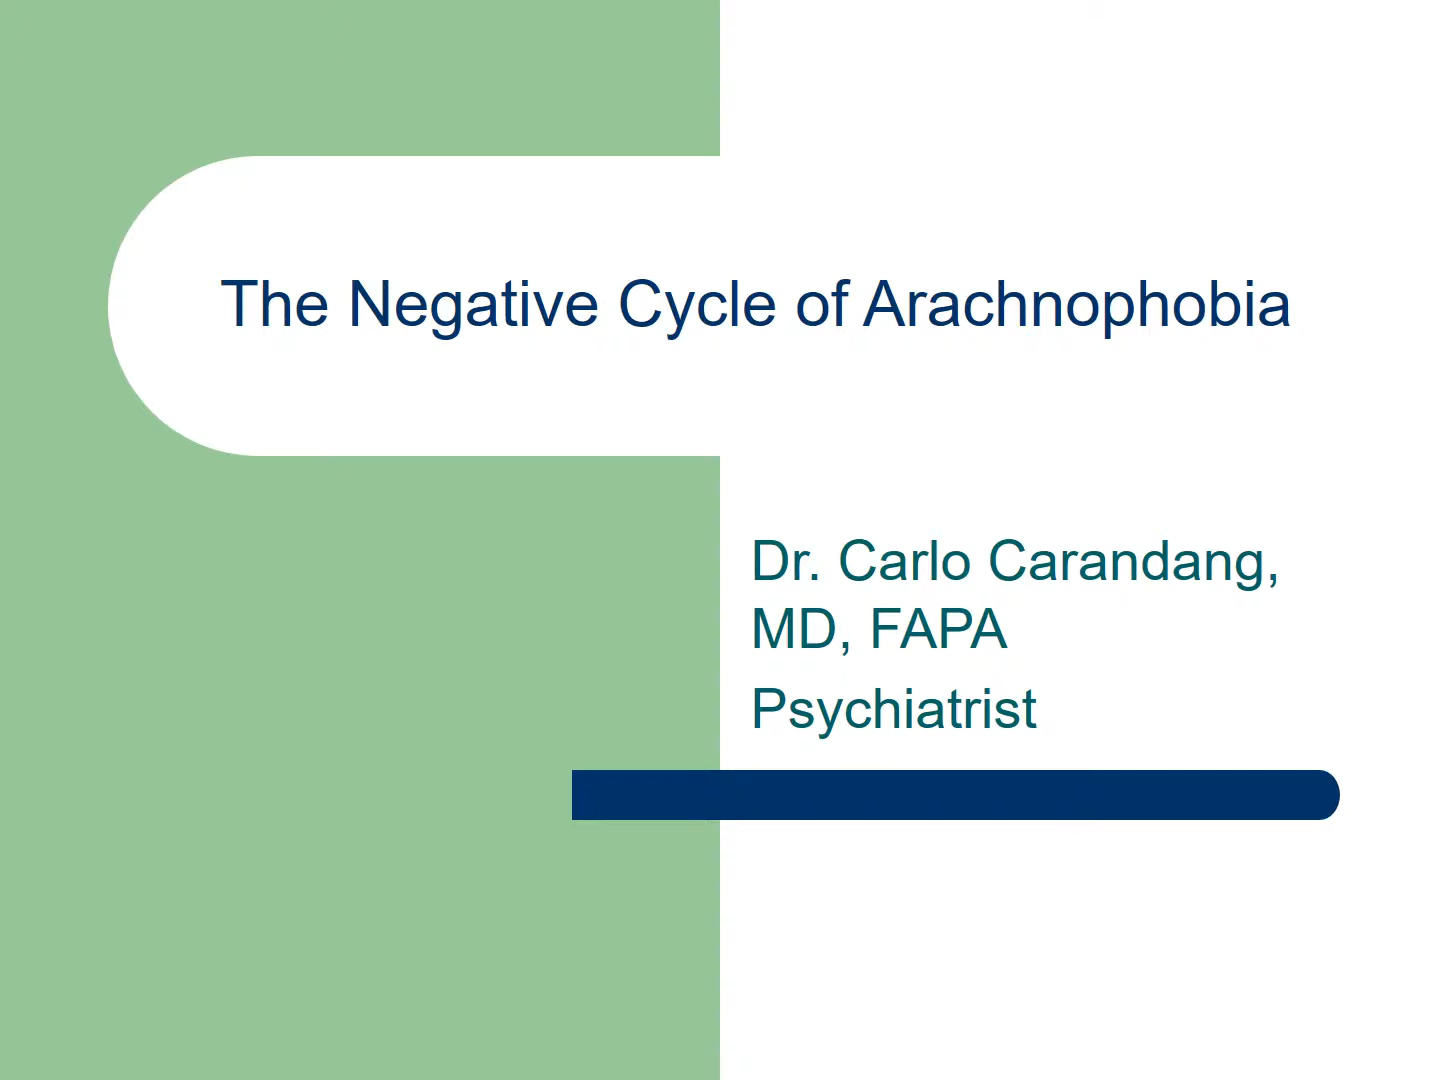 The Negative Cycle of Arachnophobia
Dr. Carlo Carandang,
MD, FAPA
Psychiatrist